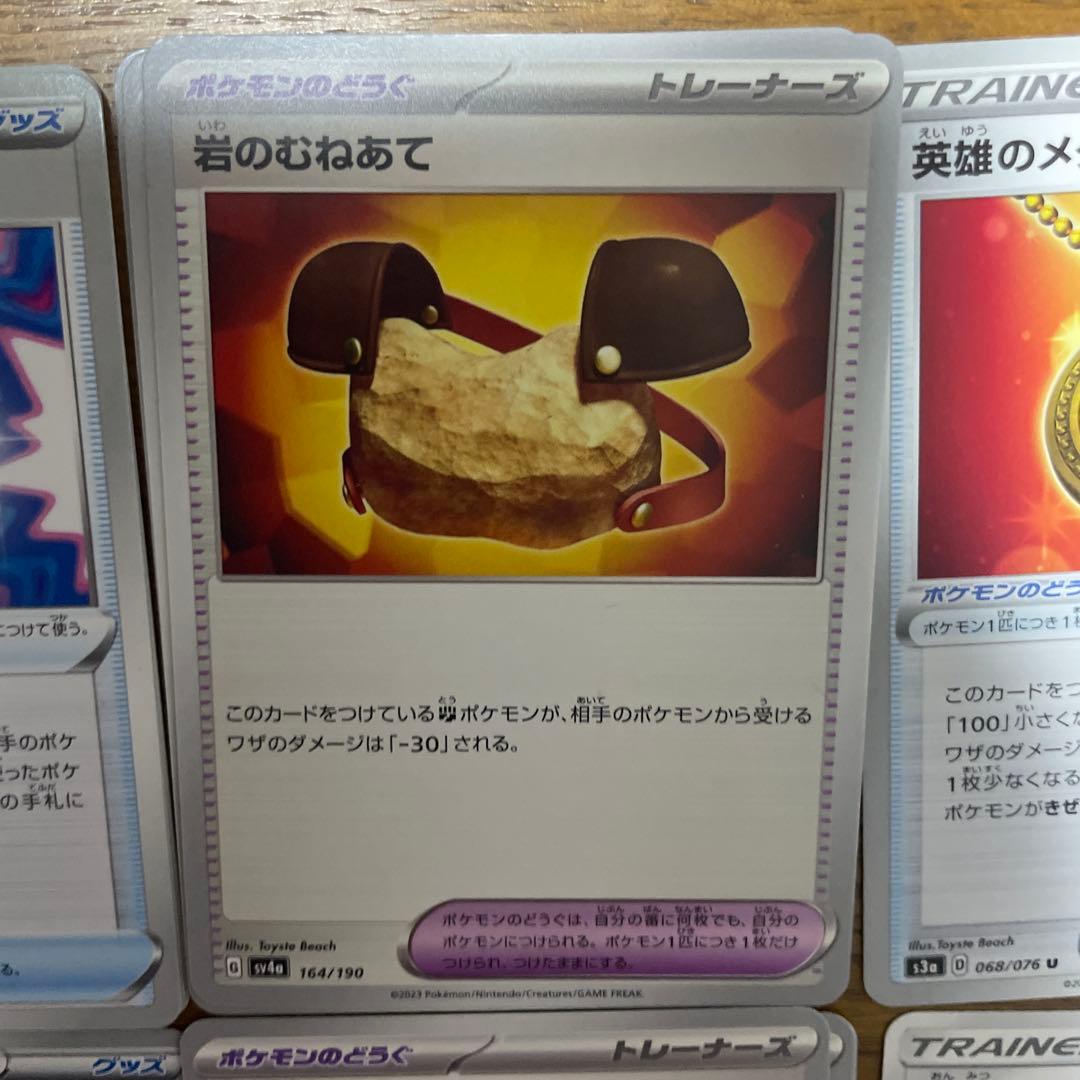 グッズ
につけて使う。
手のポケ
ったポケ
の手札に
る。
ポケモンのどうぐ
トレーナーズ
岩のむねあて
このカードをつけているポケモンが、相手のポケモンから受ける
ワザのダメージは「-30」される。
ポケモンのどうぐは、自分の番に何枚でも、自分の
ポケモンにつけられる。ポケモン1匹につき1枚だけ
つけられ、つけたままにする。
Illus. Toyste Beach
G sv4a 164/190
©2023 Pokémon/Nintendo/Creatures/GAME FREAK
TRAINE
英雄のメ
ポケモンのどう
ポケモン1匹につき1枚
このカードをつ
「100」小さくな
ワザのダメージ
1枚少なくなる
ポケモンがきぜ
Illus. Toyste Beach
s3a D 068/076 U
グッズ
ポケモンのどうぐ
トレーナーズ
TRAINE